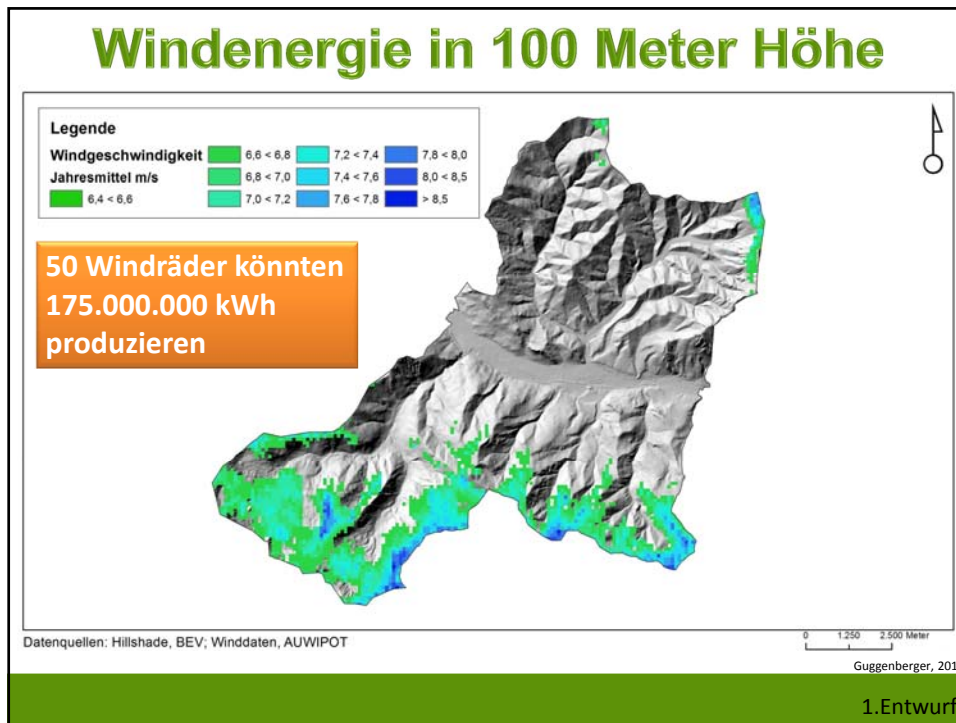 Windenergie in 100 Meter Höhe
Legende
Windgeschwindigkeit
Jahresmittel m/s
6,4 < 6,6
6,6 < 6,8
6,8 < 7,0
7,0 < 7,2
7,2 < 7,4
7,4 < 7,6
7,6 < 7,8
7,8 < 8,0
8,0 < 8,5
> 8,5
50 Windräder könnten
175.000.000 kWh
produzieren
Datenquellen: Hillshade, BEV; Winddaten, AUWIPOT
0 1.250 2.500 Meter
Guggenberger, 201
1.Entwurf